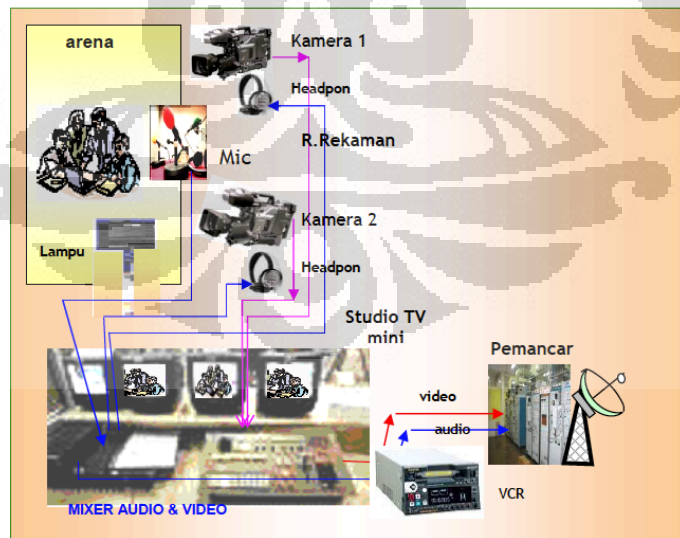 arena
Kamera 1
Headpon
R.Rekaman
Mic
Kamera 2
Lampu
Headpon
Studio TV
mini
Pemancar
video
audio
VCR
MIXER AUDIO & VIDEO